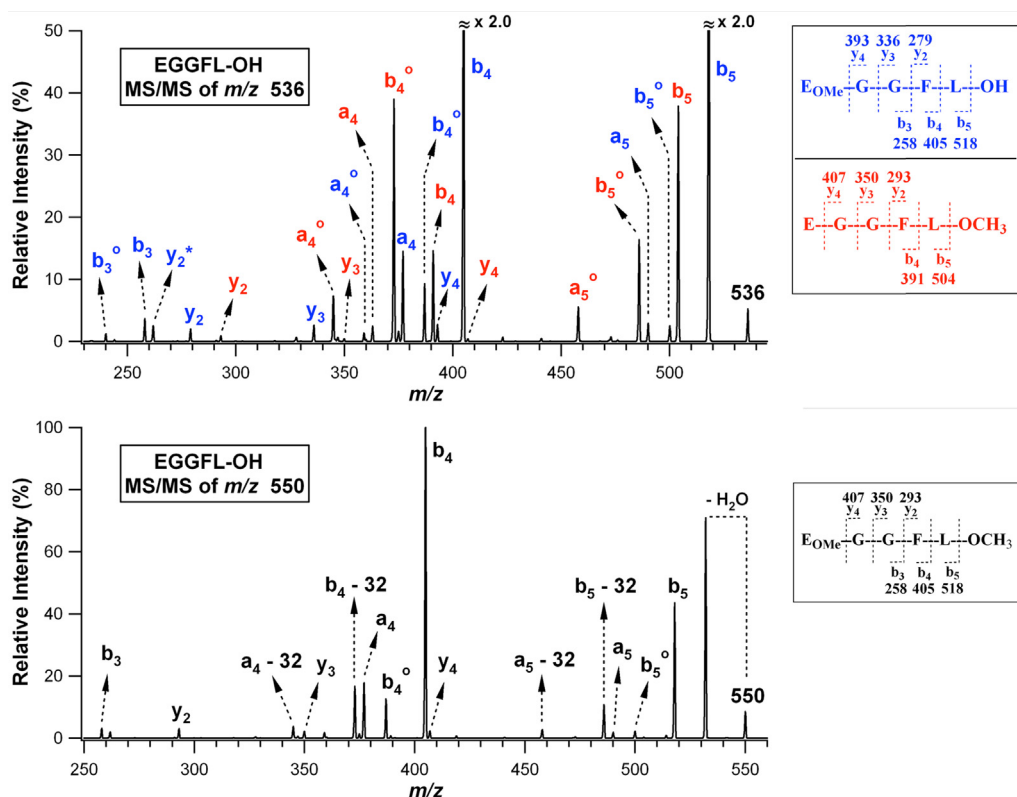 ≈ x 2.0
≈ x 2.0
EGGFL-OH
MS/MS of m/z 536
Relative Intensity (%)
50
40
30
20
10
0
b₃°
b₃
y₂*
y₂
y₂
y₃
a₄°
y₃
a₄°
a₄
b₄°
a₄
b₄°
b₄
y₄
b₄
y₄
a₅°
b₅°
a₅
b₅°
b₅
b₅
536
250
300
350
400
450
500
m/z
393 336 279
y₄ y₃ y₂
E_OMe--G--G--F--L--OH
b₃ b₄ b₅
258 405 518
407 350 293
y₄ y₃ y₂
E--G--G--F--L--OCH₃
b₄ b₅
391 504
EGGFL-OH
MS/MS of m/z 550
Relative Intensity (%)
100
80
60
40
20
0
b₃
y₂
a₄ - 32
y₃
b₄ - 32
a₄
b₄°
b₄
y₄
a₅ - 32
b₅ - 32
a₅
b₅°
b₅
- H₂O
550
250
300
350
400
450
500
550
m/z
407 350 293
y₄ y₃ y₂
E_OMe--G--G--F--L--OCH₃
b₃ b₄ b₅
258 405 518